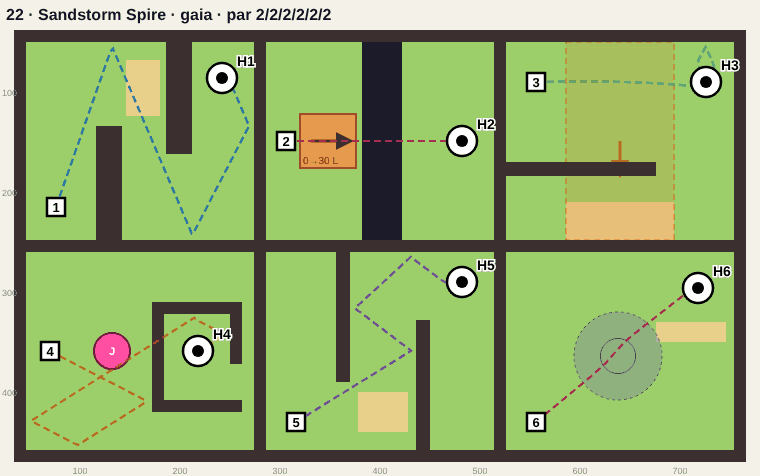 22 · Sandstorm Spire · gaia · par 2/2/2/2/2/2
H1
H2
H3
100
3
2
0→30 L
200
1
H5
H6
300
H4
4
J
400
5
6
100 200 300 400 500 600 700